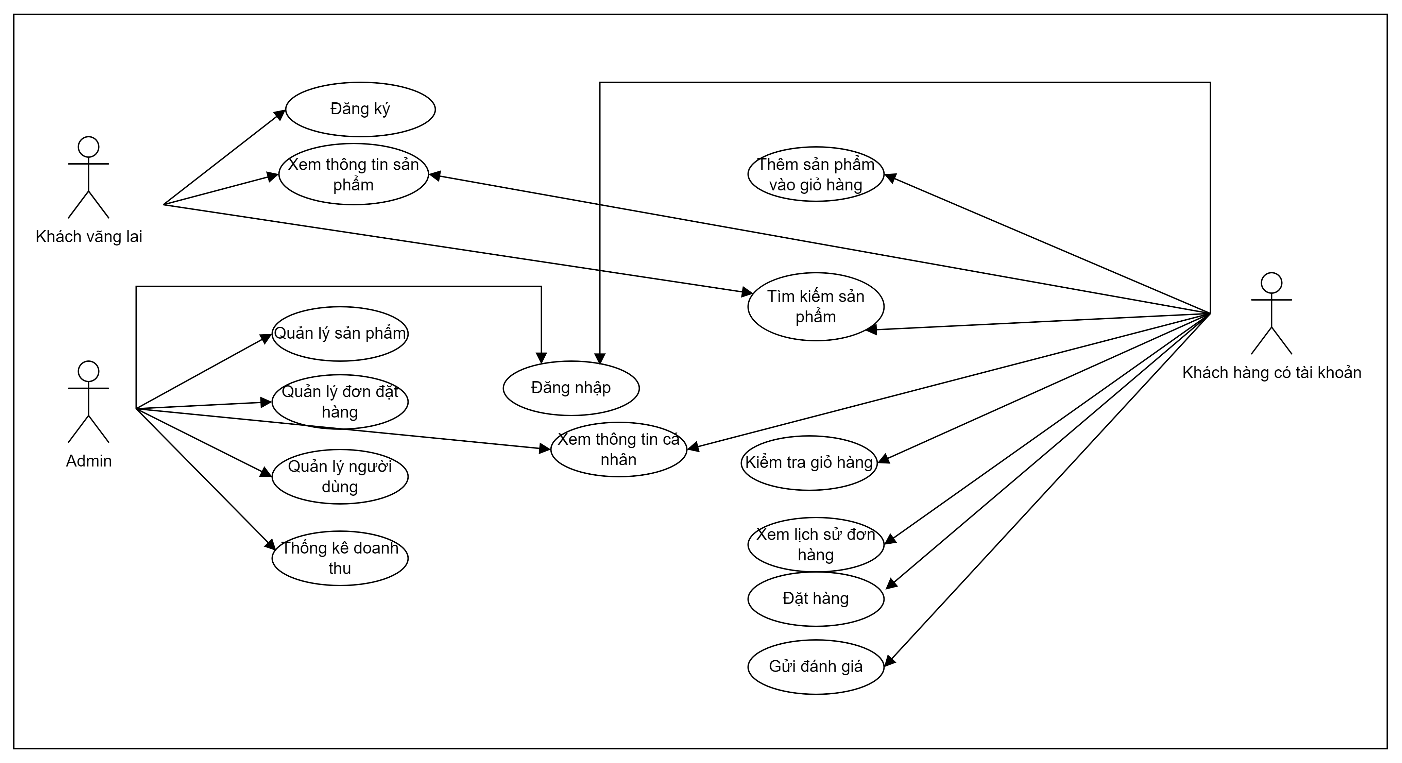 Đăng ký
Xem thông tin sản
phẩm
Thêm sản phẩm
vào giỏ hàng
Khách vãng lai
Tìm kiếm sản
phẩm
Khách hàng có tài khoản
Quản lý sản phẩm
Đăng nhập
Quản lý đơn đặt
hàng
Xem thông tin cá
nhân
Admin
Kiểm tra giỏ hàng
Quản lý người
dùng
Xem lịch sử đơn
hàng
Thống kê doanh
thu
Đặt hàng
Gửi đánh giá